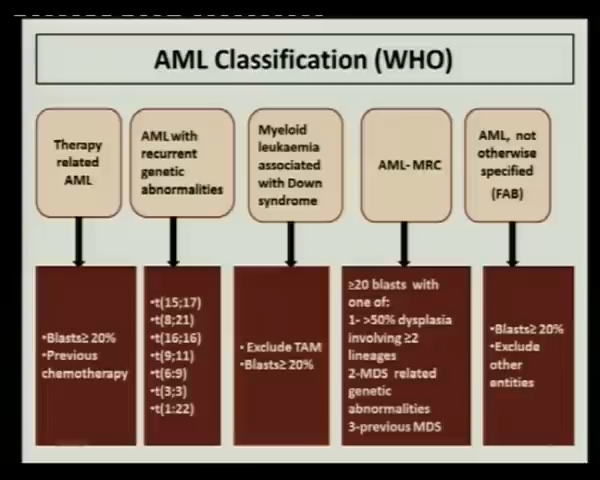 AML Classification (WHO)
Therapy
related
AML
AML with
recurrent
genetic
abnormalities
Myeloid
leukaemia
associated
with Down
syndrome
AML- MRC
AML, not
otherwise
specified
(FAB)
•Blasts≥ 20%
•Previous
chemotherapy
•t(15;17)
•t(8;21)
•t(16;16)
•t(9;11)
•t(6:9)
•t(3;3)
•t(1:22)
• Exclude TAM
•Blasts≥ 20%
≥20 blasts with
one of:
1- >50% dysplasia
involving ≥2
lineages
2-MDS related
genetic
abnormalities
3-previous MDS
•Blasts≥ 20%
•Exclude
other
entities